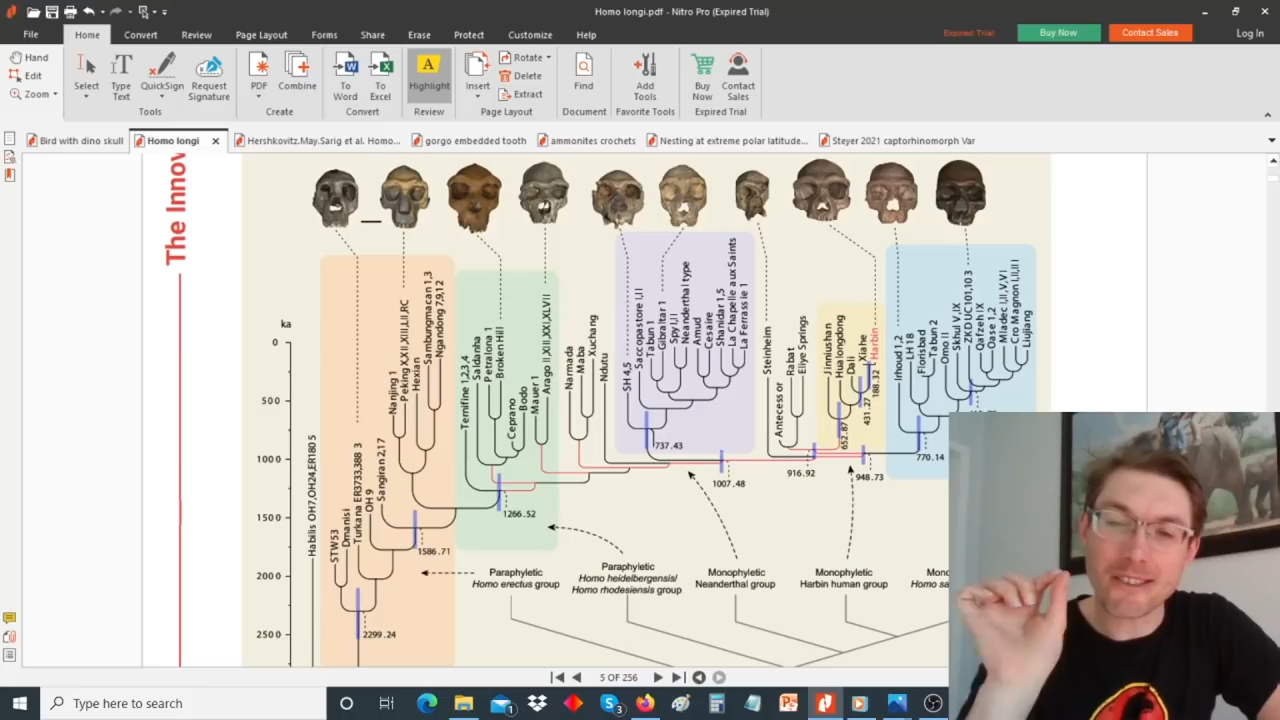 Homo longi.pdf - Nitro Pro (Expired Trial)
File
Home
Convert
Review
Page Layout
Forms
Share
Erase
Protect
Customize
Help
Expired Trial
Buy Now
Contact Sales
Log In
Hand
Edit
Zoom
Select
Type Text
QuickSign
Request Signature
Tools
PDF
Combine
Create
To Word
To Excel
Convert
Highlight
Review
Insert
Rotate
Delete
Extract
Page Layout
Find
Document
Add Tools
Favorite Tools
Buy Now
Contact Sales
Expired Trial
Bird with dino skull
Homo longi
Hershkovitz.May.Sarig et al. Homo...
gorgo embedded tooth
ammonites crochets
Nesting at extreme polar latitude...
Steyer 2021 captorhinomorph Var
The Innov
ka
0
500
1000
1500
2000
2500
Habilis OH7,OH24,ER1805
STW53
Dmanisi
Turkana ER3733,3883
OH 9
Sangiran 2,17
Nanjing 1
Peking X,XII,XIII,LII,RC
Hexian
Sambungmacan 1,3
Ngandong 7,9,12
Ternifine 1,2,3,4
Saldanha
Petralona 1
Broken Hill
Ceprano
Bodo
Mauer 1
Arago II,XIII,XXI,XLVII
Narmada
Maba
Xuchang
Ndutu
SH 4,5
Saccopastore I,II
Tabun 1
Gibraltar 1
Spy I,II
Neanderthal type
Amud
Cesaire
Shanidar 1,5
La Chapelle aux Saints
La Ferrassie 1
Steinheim
Antecessor
Rabat
Eliye Springs
Jinniushan
Hualongdong
Dali
Xiahe
Harbin
Irhoud 1,2
LH 18
Florisbad
Tabun 2
Omo II
Skhul V,IX
ZKD UC101,103
Qafzeh IX
Oase 1,2
Mladec I,II,V,VI
Cro Magnon I,II,III
Liujiang
2299.24
1586.71
1266.52
737.43
1007.48
916.92
652.87
431.27
188.32
948.73
770.14
Paraphyletic
Homo erectus group
Paraphyletic
Homo heidelbergensis/
Homo rhodesiensis group
Monophyletic
Neanderthal group
Monophyletic
Harbin human group
Mono
Homo sa
5 OF 256
Type here to search
1
3